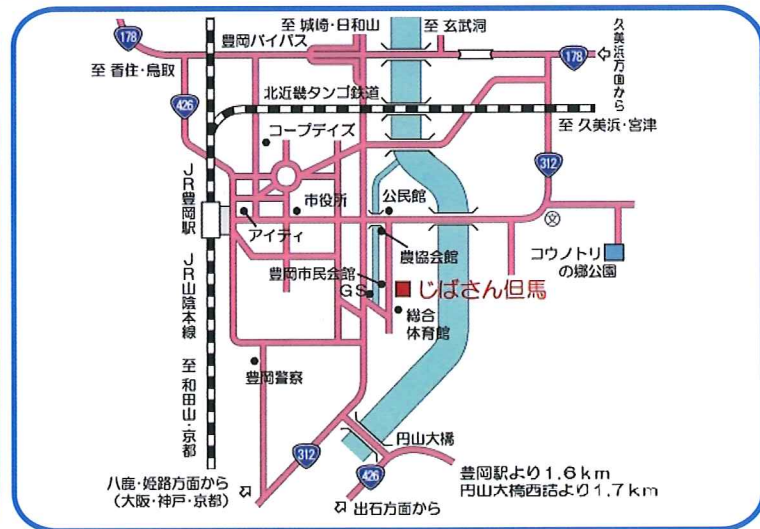 至 城崎・日和山
至 玄武洞
久美浜方面から
178
豊岡バイパス
178
至 香住・鳥取
426
北近畿タンゴ鉄道
至 久美浜・宮津
コープデイズ
312
JR豊岡駅
市役所
公民館
文
アイティ
農協会館
コウノトリ
の郷公園
豊岡市民会館
GS
じばさん但馬
JR山陰本線
総合
体育館
至 和田山・京都
豊岡警察
312
円山大橋
426
八鹿・姫路方面から
(大阪・神戸・京都)
出石方面から
豊岡駅より1.6km
円山大橋西詰より1.7km